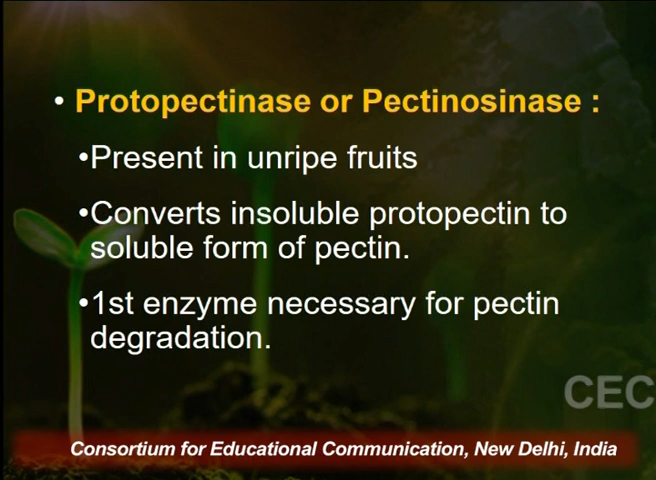 • Protopectinase or Pectinosinase :
•Present in unripe fruits
•Converts insoluble protopectin to
soluble form of pectin.
•1st enzyme necessary for pectin
degradation.
CEC
Consortium for Educational Communication, New Delhi, India